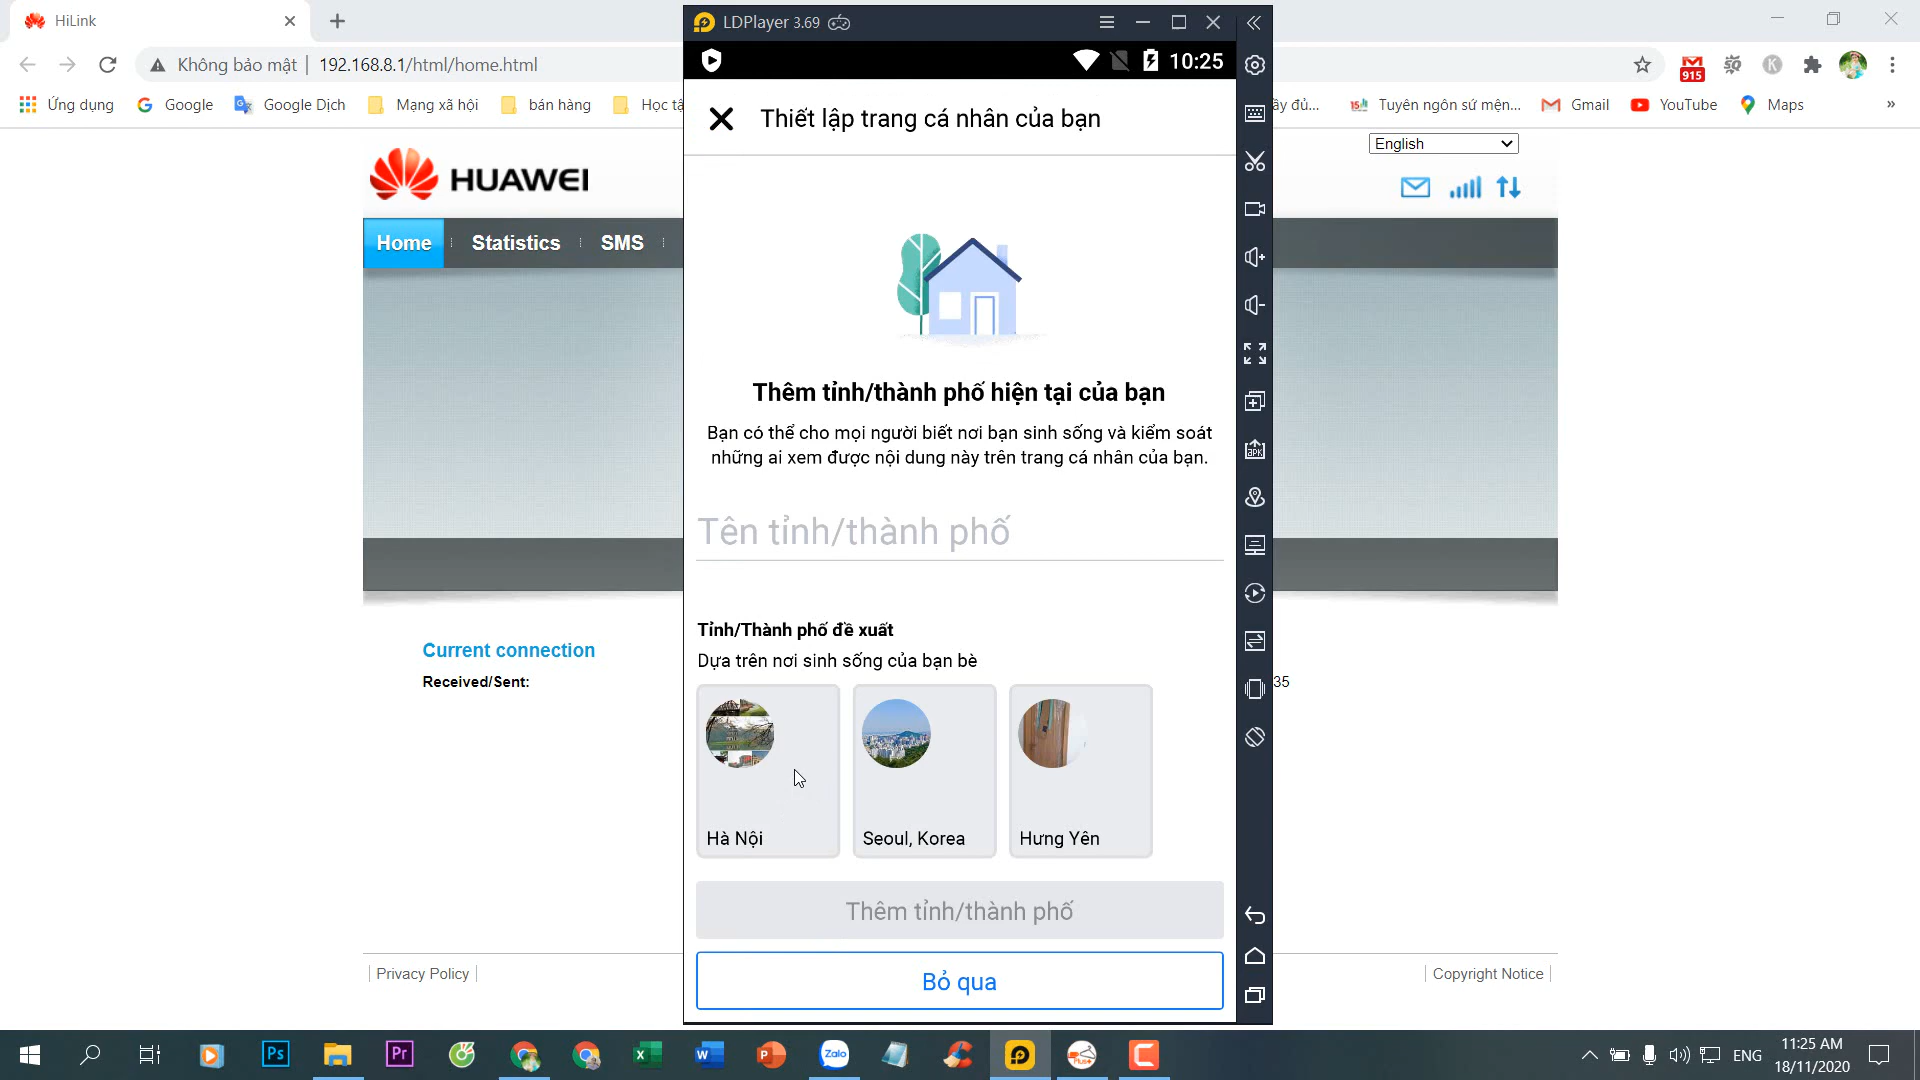 HiLink
LDPlayer 3.69
Không bảo mật | 192.168.8.1/html/home.html
10:25
915
Ứng dụng
Google
Google Dịch
Mạng xã hội
bán hàng
Tuyên ngôn sứ mện...
Gmail
YouTube
Maps
»
English
HUAWEI
Home
Statistics
SMS
Thiết lập trang cá nhân của bạn
Thêm tỉnh/thành phố hiện tại của bạn
Bạn có thể cho mọi người biết nơi bạn sinh sống và kiểm soát
những ai xem được nội dung này trên trang cá nhân của bạn.
Tên tỉnh/thành phố
Tỉnh/Thành phố đề xuất
Dựa trên nơi sinh sống của bạn bè
Hà Nội
Seoul, Korea
Hưng Yên
Thêm tỉnh/thành phố
Bỏ qua
Current connection
Received/Sent:
35
Privacy Policy
Copyright Notice
Ps
Pr
Zalo
ENG
11:25 AM
18/11/2020